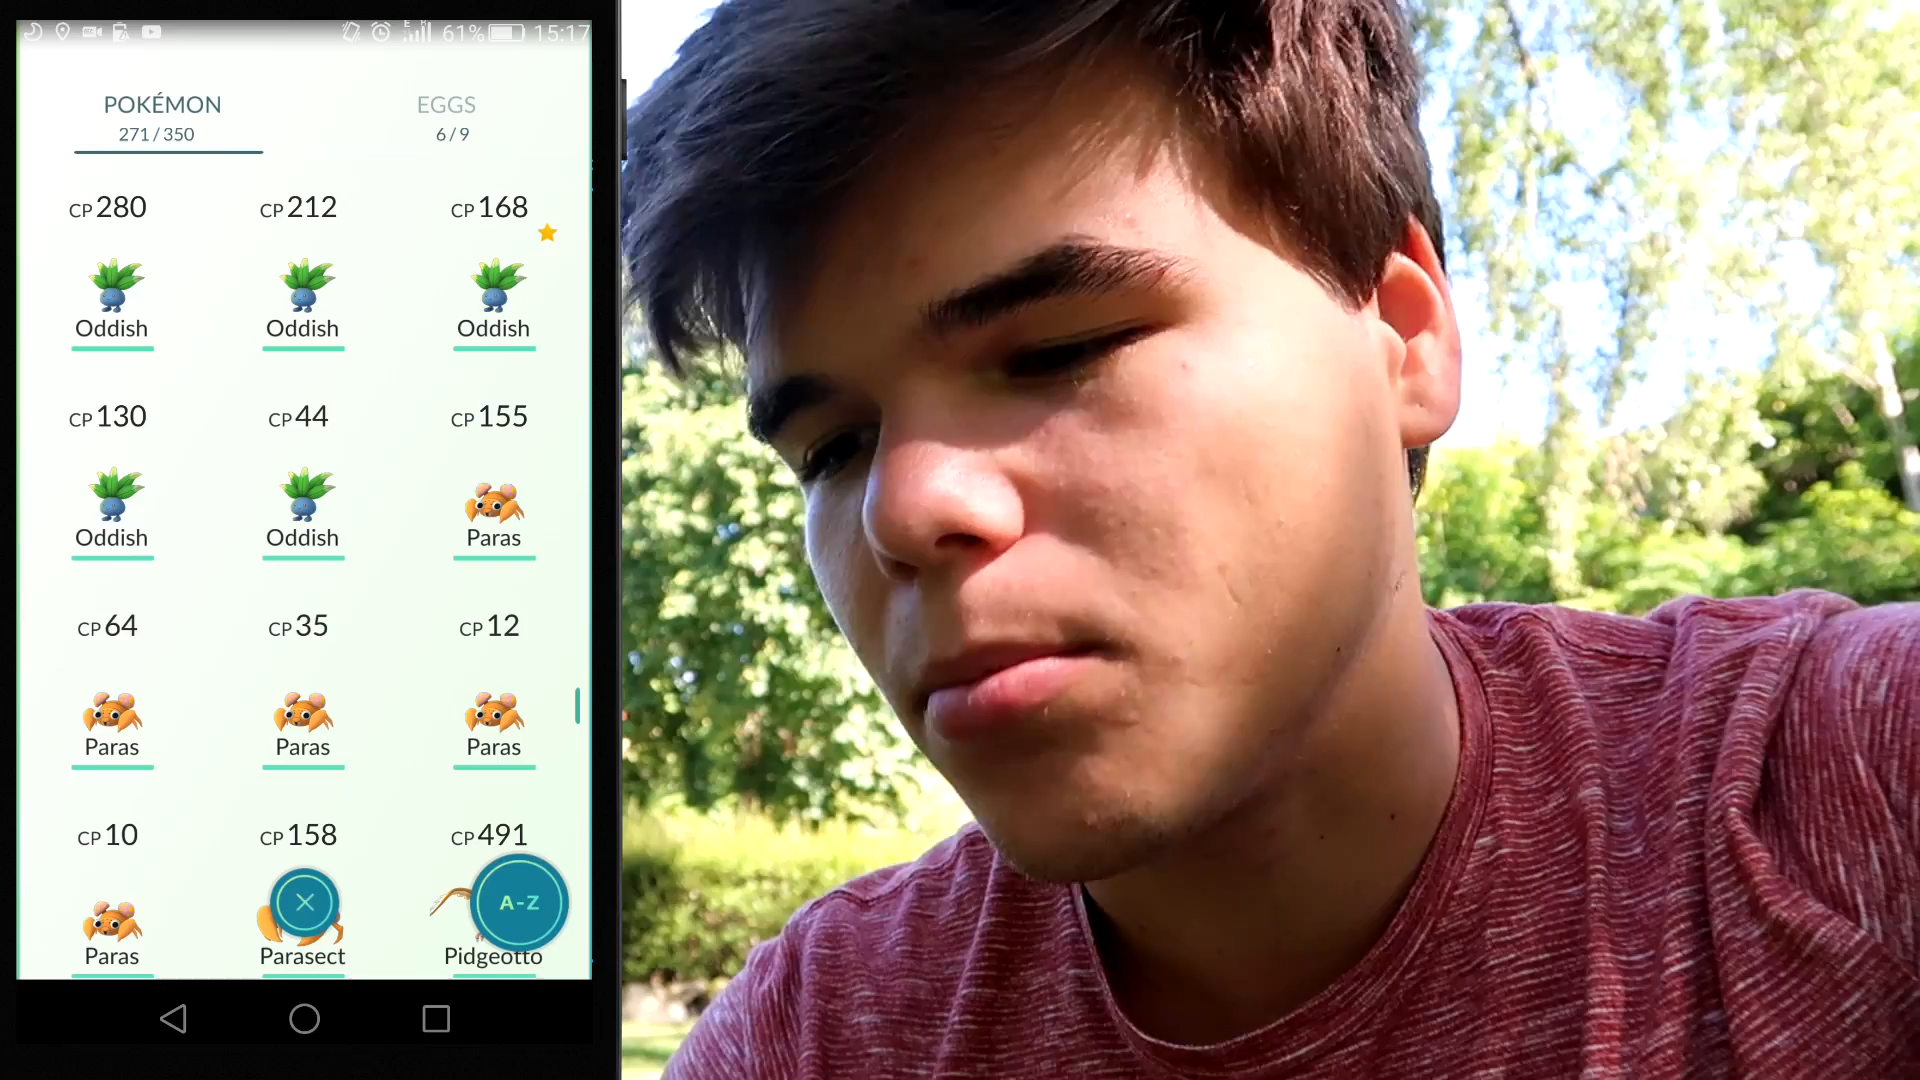 61% 15:17
POKÉMON EGGS
271 / 350 6 / 9
CP 280 CP 212 CP 168
Oddish Oddish Oddish
CP 130 CP 44 CP 155
Oddish Oddish Paras
CP 64 CP 35 CP 12
Paras Paras Paras
CP 10 CP 158 CP 491
A-Z
Paras Parasect Pidgeotto